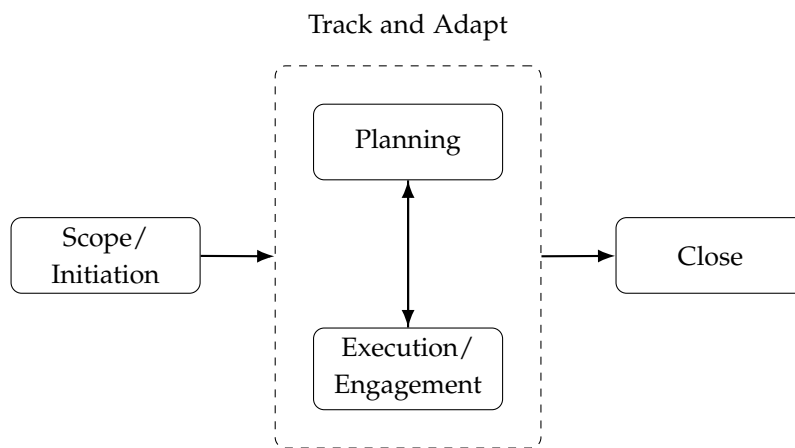 Track and Adapt
Planning
Scope/
Initiation
Close
Execution/
Engagement